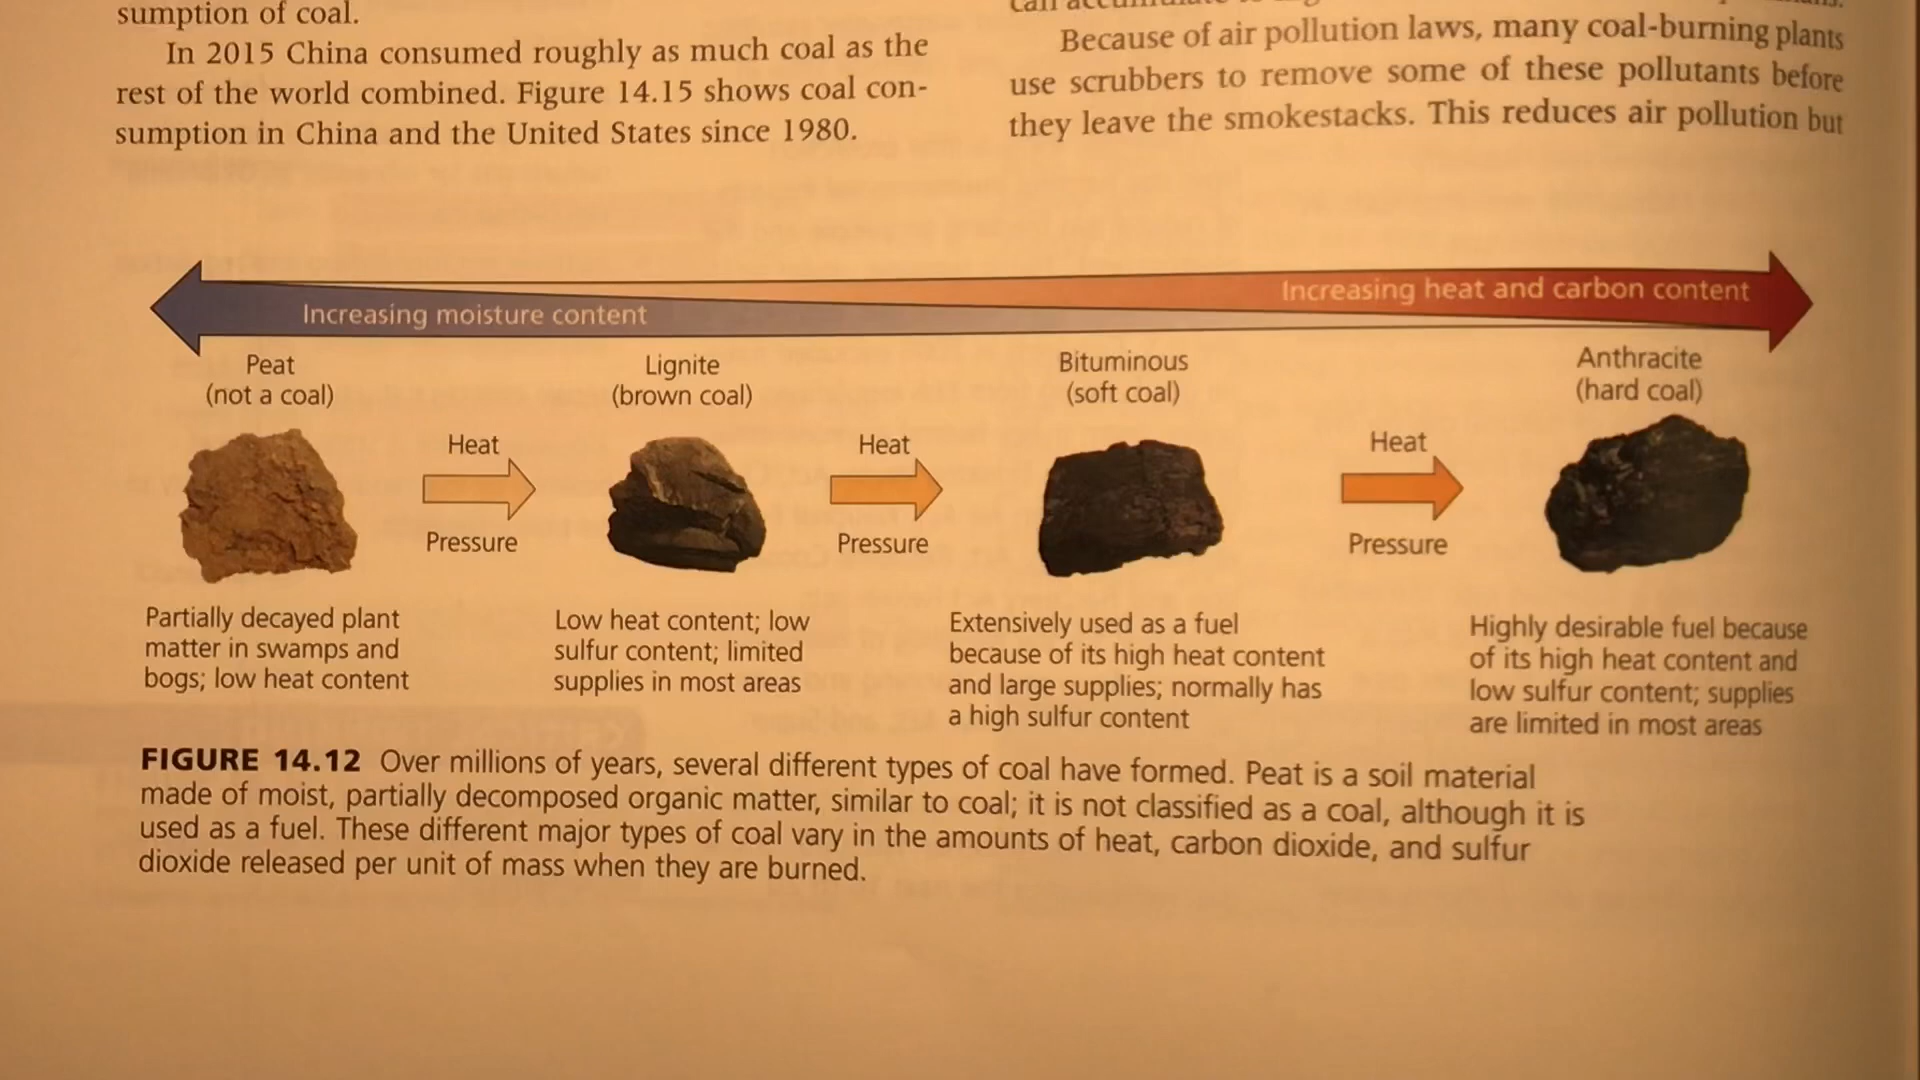 sumption of coal.
In 2015 China consumed roughly as much coal as the
rest of the world combined. Figure 14.15 shows coal con-
sumption in China and the United States since 1980.
Because of air pollution laws, many coal-burning plants
use scrubbers to remove some of these pollutants before
they leave the smokestacks. This reduces air pollution but
Increasing moisture content
Increasing heat and carbon content
Peat
(not a coal)
Lignite
(brown coal)
Bituminous
(soft coal)
Anthracite
(hard coal)
Heat
Pressure
Heat
Pressure
Heat
Pressure
Partially decayed plant
matter in swamps and
bogs; low heat content
Low heat content; low
sulfur content; limited
supplies in most areas
Extensively used as a fuel
because of its high heat content
and large supplies; normally has
a high sulfur content
Highly desirable fuel because
of its high heat content and
low sulfur content; supplies
are limited in most areas
FIGURE 14.12 Over millions of years, several different types of coal have formed. Peat is a soil material
made of moist, partially decomposed organic matter, similar to coal; it is not classified as a coal, although it is
used as a fuel. These different major types of coal vary in the amounts of heat, carbon dioxide, and sulfur
dioxide released per unit of mass when they are burned.